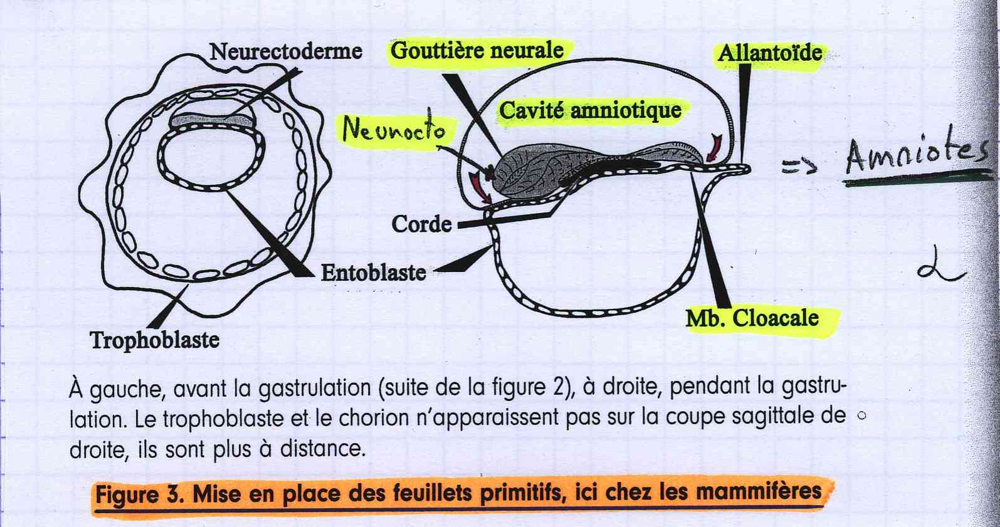 Neurectoderme
Gouttière neurale
Allantoïde
Cavité amniotique
Neunocto
=> Amniotes
Corde
Entoblaste
Mb. Cloacale
Trophoblaste
À gauche, avant la gastrulation (suite de la figure 2), à droite, pendant la gastru-
lation. Le trophoblaste et le chorion n'apparaissent pas sur la coupe sagittale de
droite, ils sont plus à distance.
Figure 3. Mise en place des feuillets primitifs, ici chez les mammifères